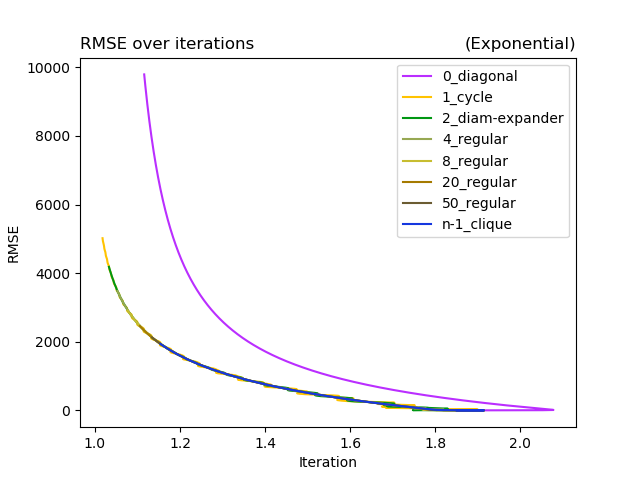 RMSE over iterations (Exponential)
10000
8000
6000
4000
2000
0
RMSE
0_diagonal
1_cycle
2_diam-expander
4_regular
8_regular
20_regular
50_regular
n-1_clique
1.0 1.2 1.4 1.6 1.8 2.0
Iteration